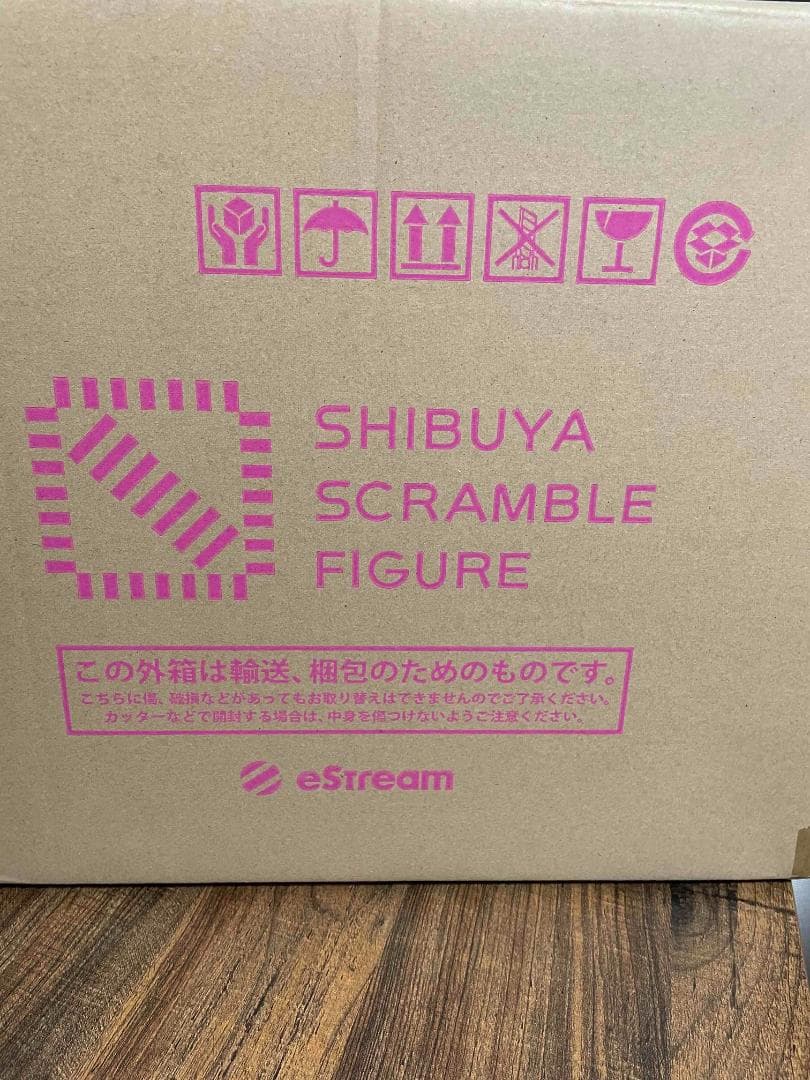 SHIBUYA
SCRAMBLE
FIGURE
この外箱は輸送、梱包のためのものです。
こちらに傷、破損などがあってもお取り替えはできませんのでご了承ください。
カッターなどで開封する場合は、中身を傷つけないようご注意ください。
eStream